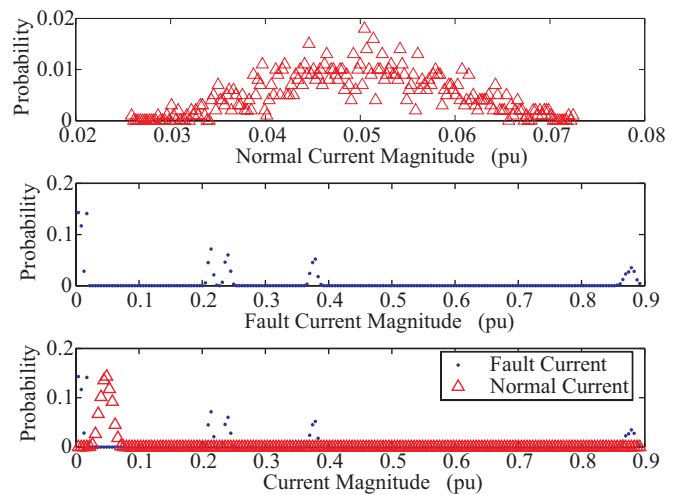 0.02
0.01
0
Probability
0.02 0.03 0.04 0.05 0.06 0.07 0.08
Normal Current Magnitude (pu)
0.2
0.1
0
Probability
0 0.1 0.2 0.3 0.4 0.5 0.6 0.7 0.8 0.9
Fault Current Magnitude (pu)
0.2
0.1
0
Probability
Fault Current
Normal Current
0 0.1 0.2 0.3 0.4 0.5 0.6 0.7 0.8 0.9
Current Magnitude (pu)